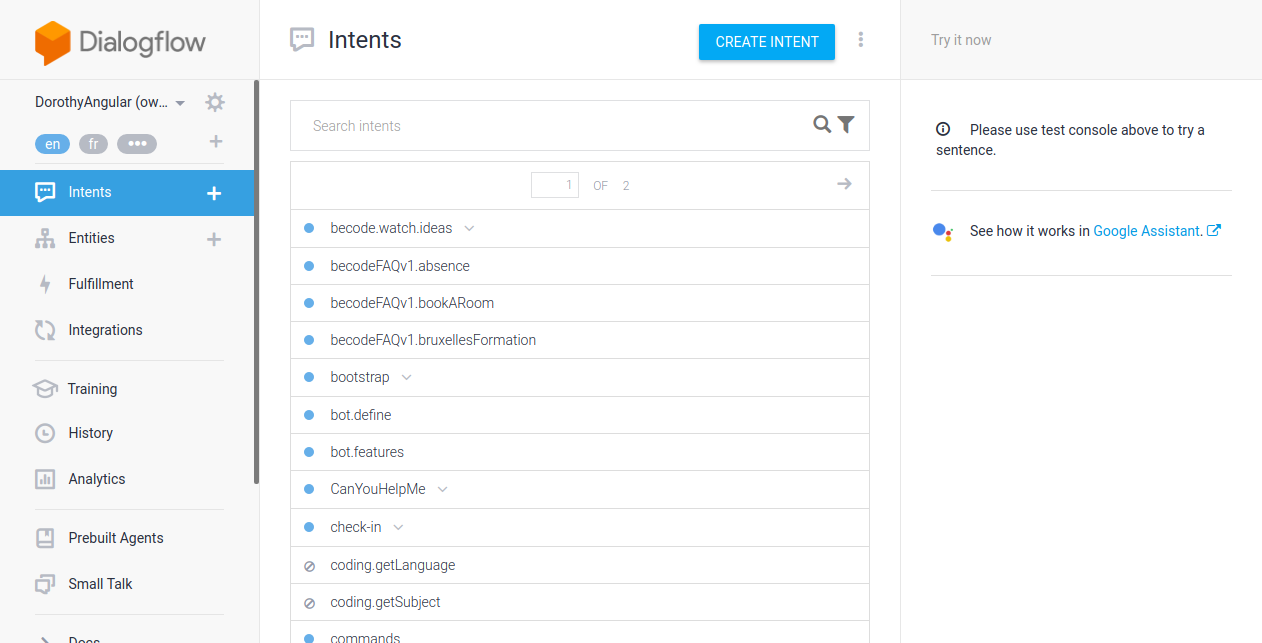 Dialogflow
DorothyAngular (ow...
en fr
Intents
Entities
Fulfillment
Integrations
Training
History
Analytics
Prebuilt Agents
Small Talk
Docs
Intents
CREATE INTENT
Search intents
1 OF 2
becode.watch.ideas
becodeFAQv1.absence
becodeFAQv1.bookARoom
becodeFAQv1.bruxellesFormation
bootstrap
bot.define
bot.features
CanYouHelpMe
check-in
coding.getLanguage
coding.getSubject
commands
Try it now
Please use test console above to try a
sentence.
See how it works in Google Assistant.